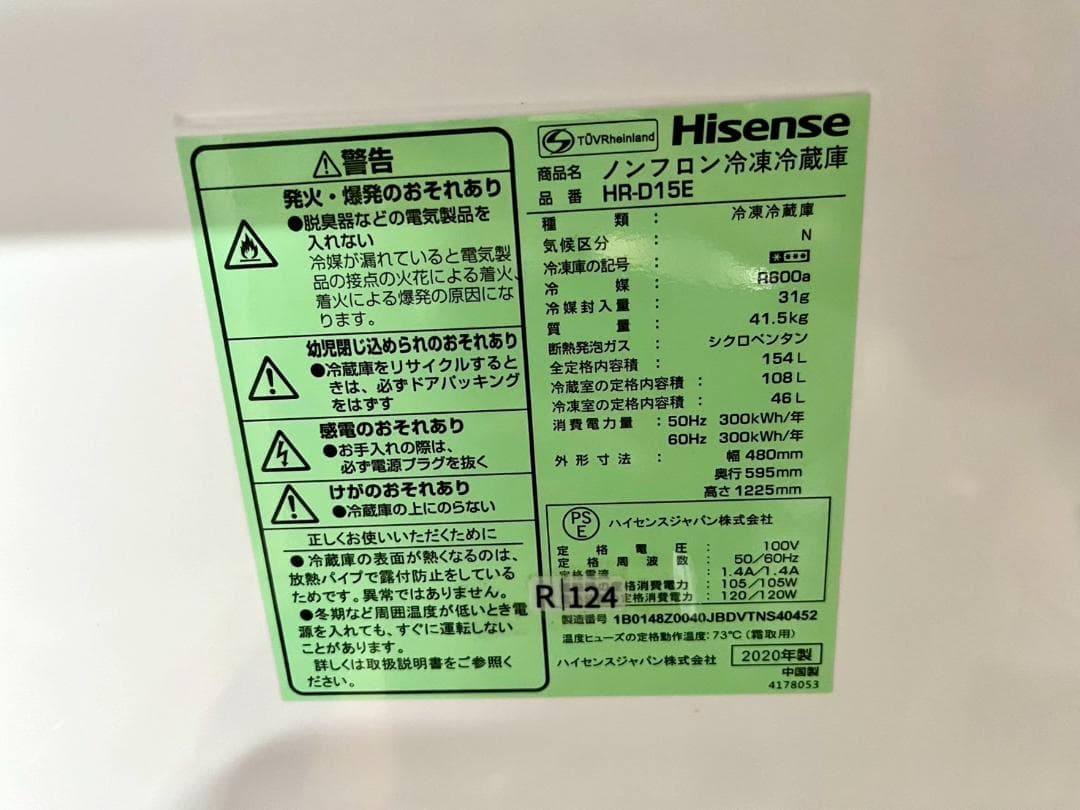 ⚠警告
発火・爆発のおそれあり
●脱臭器などの電気製品を
入れない
冷媒が漏れていると電気製
品の接点の火花による着火、
着火による爆発の原因にな
ります。
幼児閉じ込められのおそれあり
●冷蔵庫をリサイクルすると
きは、必ずドアパッキング
をはずす
感電のおそれあり
●お手入れの際は、
必ず電源プラグを抜く
けがのおそれあり
●冷蔵庫の上にのらない
正しくお使いいただくために
●冷蔵庫の表面が熱くなるのは、
放熱パイプで露付防止をしている
ためです。異常ではありません。
●冬期など周囲温度が低いとき電
源を入れても、すぐに運転しない
ことがあります。
詳しくは取扱説明書をご参照く
ださい。
TÜVRheinland Hisense
商品名 ノンフロン冷凍冷蔵庫
品番 HR-D15E
種類 : 冷凍冷蔵庫
気候区分 : N
冷凍庫の記号 :
冷媒 : R600a
冷媒封入量 : 31g
質量 : 41.5kg
断熱発泡ガス : シクロペンタン
全定格内容積 : 154L
冷蔵室の定格内容積 : 108L
冷凍室の定格内容積 : 46L
消費電力量 : 50Hz 300kWh/年
60Hz 300kWh/年
外形寸法 : 幅 480mm
奥行 595mm
高さ 1225mm
PSE ハイセンスジャパン株式会社
定格電圧 : 100V
定格周波数 : 50/60Hz
定格電流 : 1.4A/1.4A
定格消費電力 : 105/105W
定格消費電力 : 120/120W
R 124
製造番号 1B0148Z0040JBDVTNS40452
温度ヒューズの定格動作温度:73℃(霜取用)
ハイセンスジャパン株式会社 2020年製
中国製
4178053